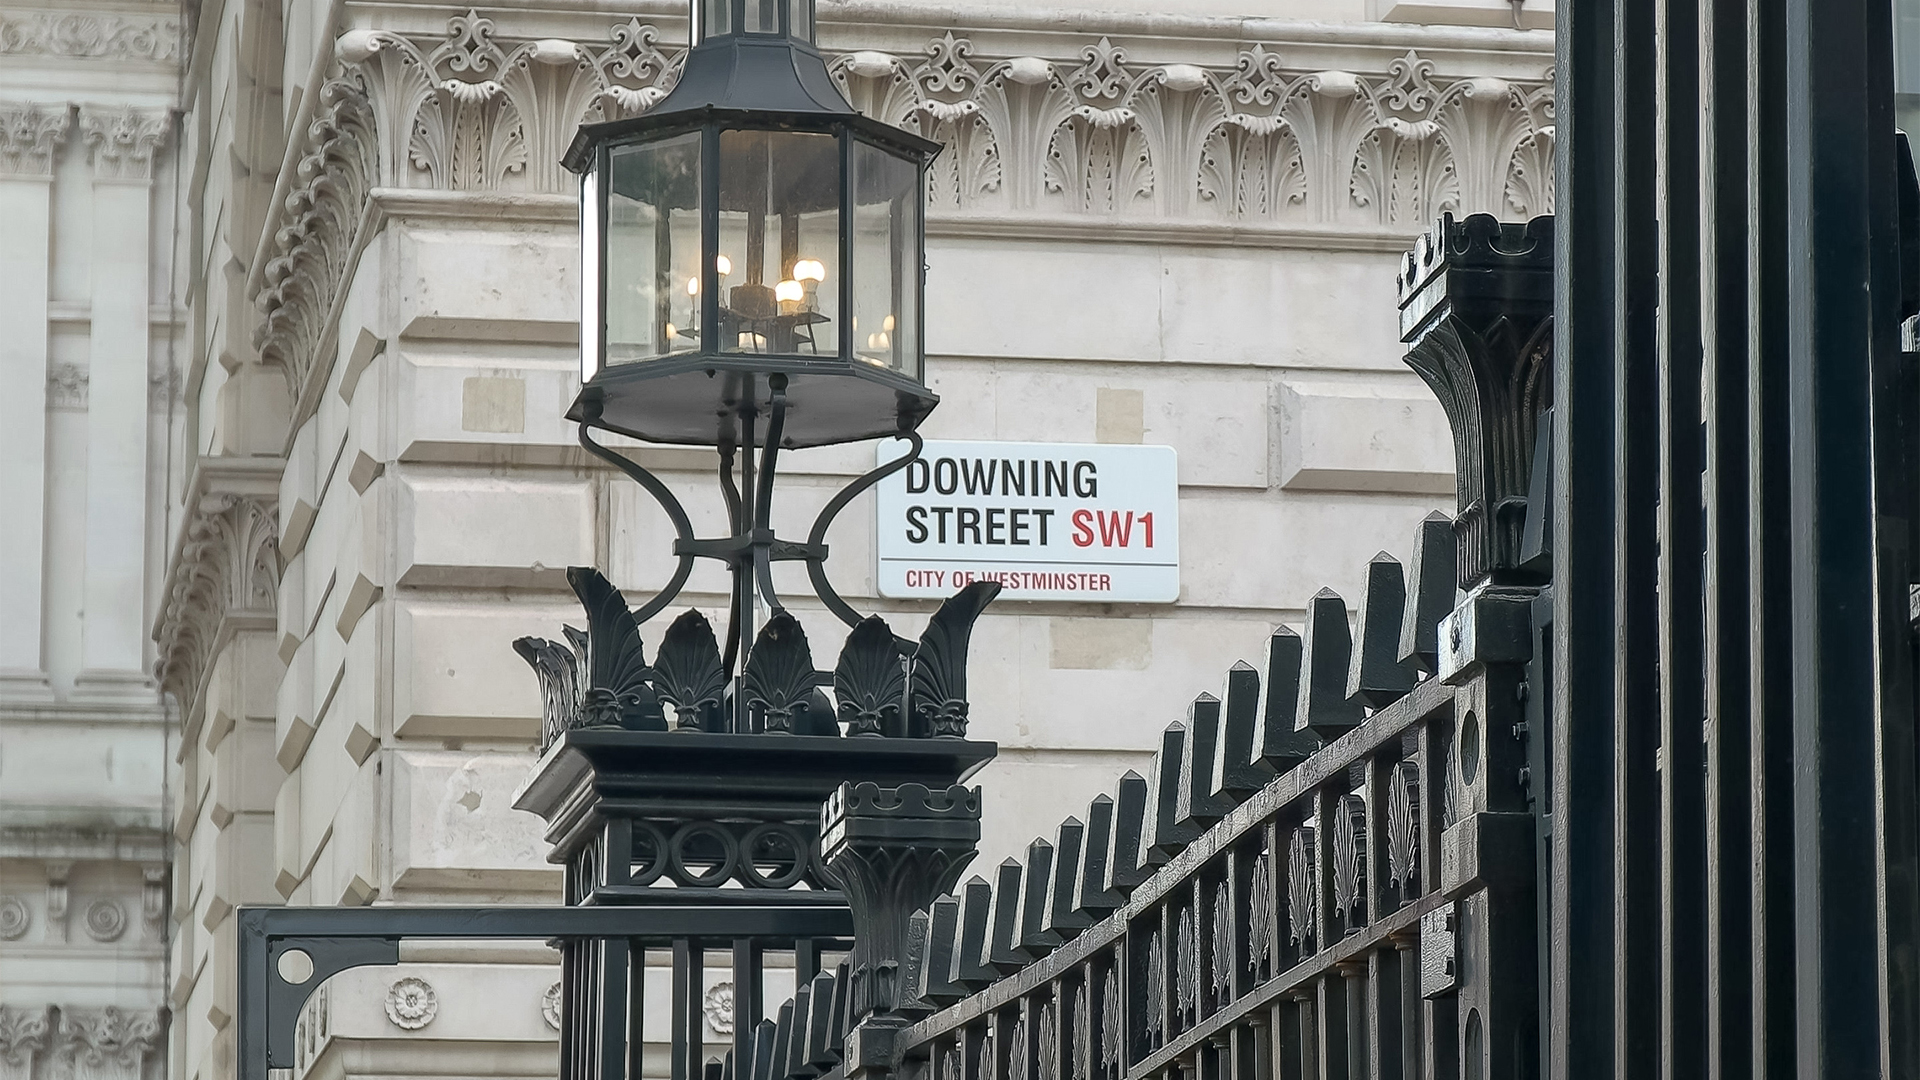 DOWNING
STREET SW1
CITY OF WESTMINSTER